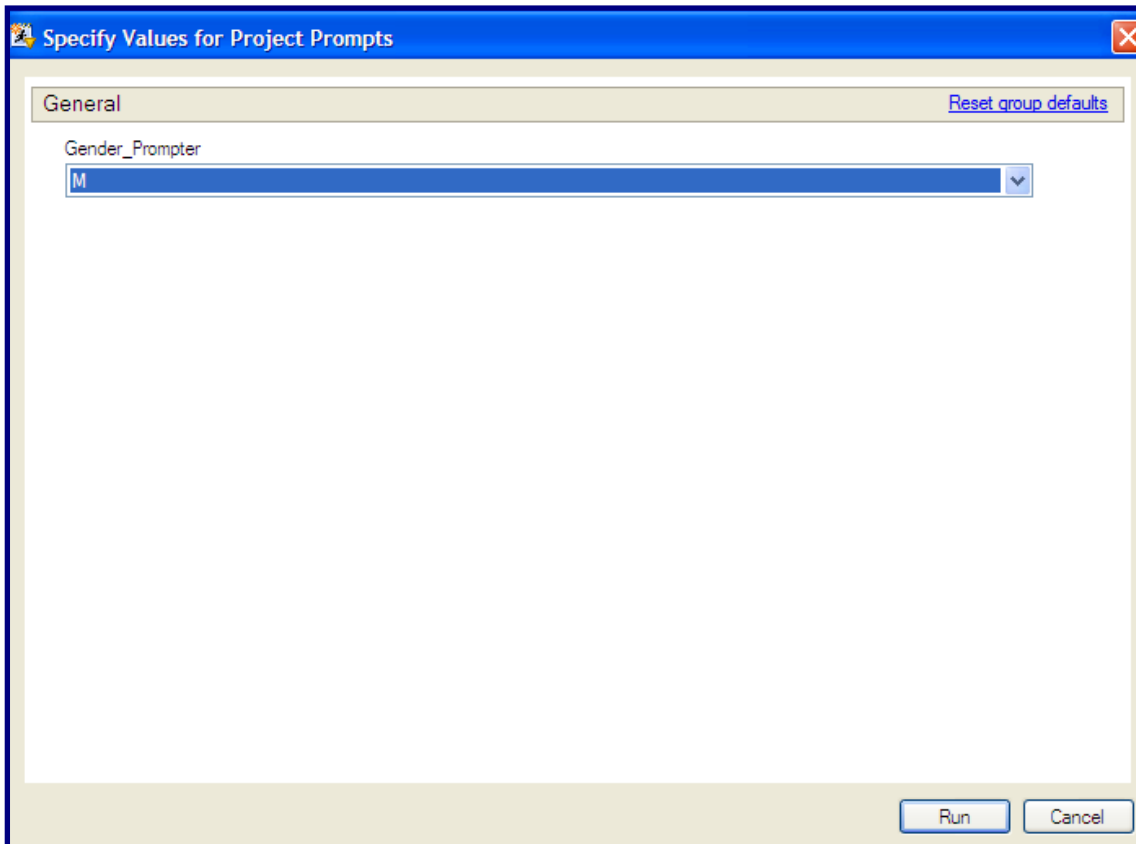 Specify Values for Project Prompts
General Reset group defaults
Gender_Prompter
M
Run Cancel